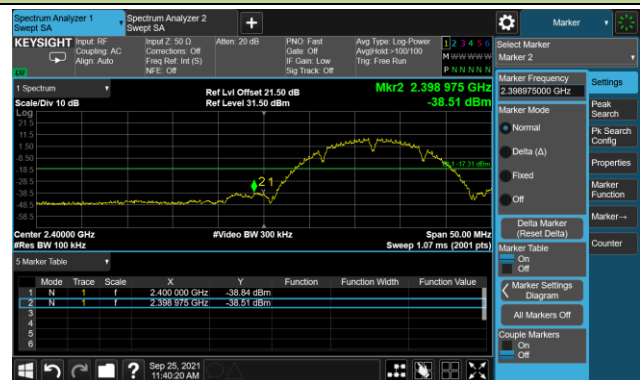 Spectrum Analyzer 1
Swept SA
Spectrum Analyzer 2
Swept SA
+
Marker
KEYSIGHT
Input: RF
Coupling: AC
Align: Auto
Input Z: 50 Ω
Corrections: Off
Freq Ref: Int (S)
NFE: Off
Atten: 20 dB
PNO: Fast
Gate: Off
IF Gain: Low
Sig Track: Off
Avg Type: Log-Power
Avg|Hold:>100/100
Trig: Free Run
1 2 3 4 5 6
M W W W W W
P N N N N N
Select Marker
Marker 2
LU
1 Spectrum
Scale/Div 10 dB
Ref Lvl Offset 21.50 dB
Ref Level 31.50 dBm
Mkr2 2.398 975 GHz
-38.51 dBm
Log
21.5
11.5
1.50
-8.50
-18.5
-28.5
-38.5
-48.5
-58.5
DL1 -17.31 dBm
2 1
Center 2.40000 GHz
#Res BW 100 kHz
#Video BW 300 kHz
Span 50.00 MHz
Sweep 1.07 ms (2001 pts)
5 Marker Table
Mode Trace Scale X Y Function Function Width Function Value
1 N 1 f 2.400 000 GHz -38.84 dBm
2 N 1 f 2.398 975 GHz -38.51 dBm
3
4
5
6
Marker Frequency
2.398975000 GHz
Marker Mode
Normal
Delta (Δ)
Fixed
Off
Delta Marker
(Reset Delta)
Marker Table
On
Off
Marker Settings
Diagram
All Markers Off
Couple Markers
On
Off
Settings
Peak
Search
Pk Search
Config
Properties
Marker
Function
Marker→
Counter
?
Sep 25, 2021
11:40:20 AM